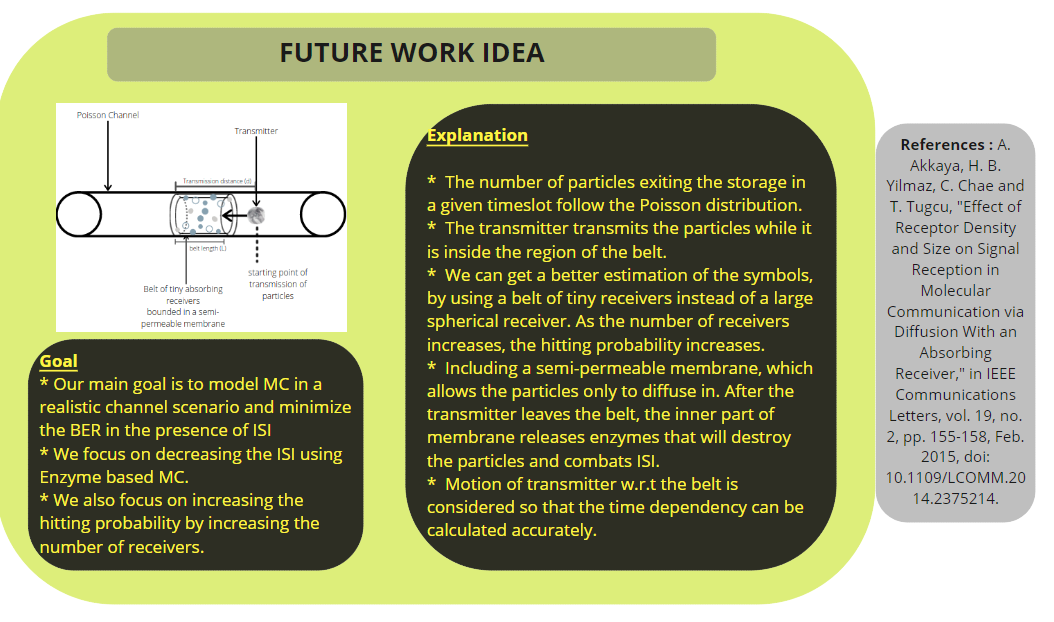 FUTURE WORK IDEA
Poisson Channel
Transmitter
Transmission distance (d)
belt length (L)
starting point of
transmission of
particles
Belt of tiny absorbing
receivers
bounded in a semi-
permeable membrane
Goal
* Our main goal is to model MC in a
realistic channel scenario and minimize
the BER in the presence of ISI
* We focus on decreasing the ISI using
Enzyme based MC.
* We also focus on increasing the
hitting probability by increasing the
number of receivers.
Explanation
* The number of particles exiting the storage in
a given timeslot follow the Poisson distribution.
* The transmitter transmits the particles while it
is inside the region of the belt.
* We can get a better estimation of the symbols,
by using a belt of tiny receivers instead of a large
spherical receiver. As the number of receivers
increases, the hitting probability increases.
* Including a semi-permeable membrane, which
allows the particles only to diffuse in. After the
transmitter leaves the belt, the inner part of
membrane releases enzymes that will destroy
the particles and combats ISI.
* Motion of transmitter w.r.t the belt is
considered so that the time dependency can be
calculated accurately.
References : A.
Akkaya, H. B.
Yilmaz, C. Chae and
T. Tugcu, "Effect of
Receptor Density
and Size on Signal
Reception in
Molecular
Communication via
Diffusion With an
Absorbing
Receiver," in IEEE
Communications
Letters, vol. 19, no.
2, pp. 155-158, Feb.
2015, doi:
10.1109/LCOMM.20
14.2375214.